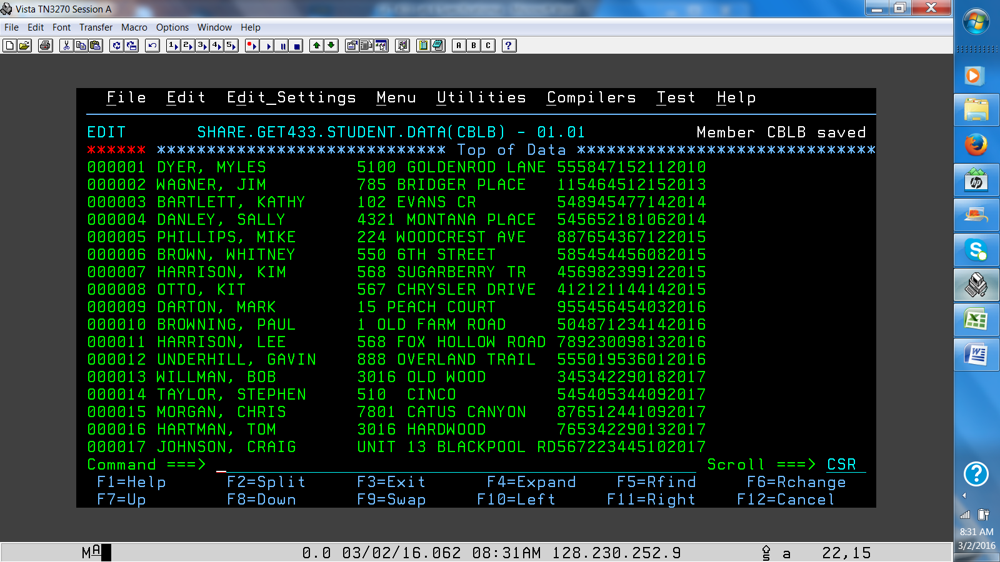 Vista TN3270 Session A
File Edit Font Transfer Macro Options Window Help
1 2 3 4 5 A B C ?
File Edit Edit_Settings Menu Utilities Compilers Test Help
EDIT SHARE.GET433.STUDENT.DATA(CBLB) - 01.01 Member CBLB saved
****** ***************************** Top of Data ******************************
000001 DYER, MYLES 5100 GOLDENROD LANE 555847152112010
000002 WAGNER, JIM 785 BRIDGER PLACE 115464512152013
000003 BARTLETT, KATHY 102 EVANS CR 548945477142014
000004 DANLEY, SALLY 4321 MONTANA PLACE 545652181062014
000005 PHILLIPS, MIKE 224 WOODCREST AVE 887654367122015
000006 BROWN, WHITNEY 550 6TH STREET 585454456082015
000007 HARRISON, KIM 568 SUGARBERRY TR 456982399122015
000008 OTTO, KIT 567 CHRYSLER DRIVE 412121144142015
000009 DARTON, MARK 15 PEACH COURT 955456454032016
000010 BROWNING, PAUL 1 OLD FARM ROAD 504871234142016
000011 HARRISON, LEE 568 FOX HOLLOW ROAD 789230098132016
000012 UNDERHILL, GAVIN 888 OVERLAND TRAIL 555019536012016
000013 WILLMAN, BOB 3016 OLD WOOD 345342290182017
000014 TAYLOR, STEPHEN 510 CINCO 545405344092017
000015 MORGAN, CHRIS 7801 CATUS CANYON 876512441092017
000016 HARTMAN, TOM 3016 HARDWOOD 765342290132017
000017 JOHNSON, CRAIG UNIT 13 BLACKPOOL RD567223445102017
Command ===> Scroll ===> CSR
F1=Help F2=Split F3=Exit F4=Expand F5=Rfind F6=Rchange
F7=Up F8=Down F9=Swap F10=Left F11=Right F12=Cancel
MA 0.0 03/02/16.062 08:31AM 128.230.252.9 s a 22,15
hp
S
?
8:31 AM
3/2/2016